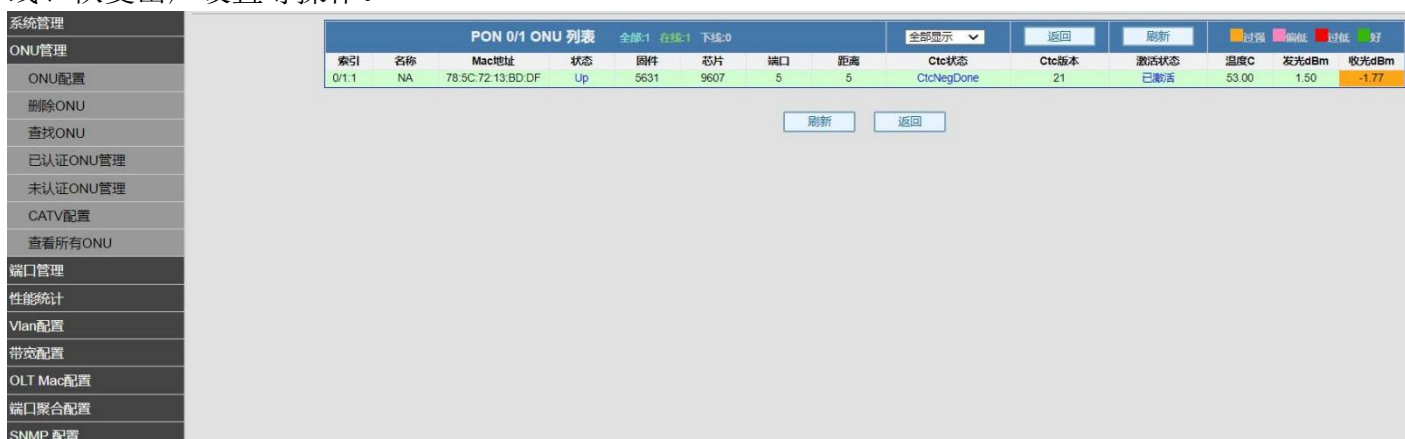 系统管理
ONU管理
ONU配置
删除ONU
查找ONU
已认证ONU管理
未认证ONU管理
CATV配置
查看所有ONU
端口管理
性能统计
Vlan配置
带宽配置
OLT Mac配置
端口聚合配置
SNMP 配置
PON 0/1 ONU 列表 全部:1 在线:1 下线:0 全部显示 返回 刷新 过强 偏低 过低 好
索引 名称 Mac地址 状态 固件 芯片 端口 距离 Ctc状态 Ctc版本 激活状态 温度C 发光dBm 收光dBm
0/1:1 NA 78:5C:72:13:BD:DF Up 5631 9607 5 5 CtcNegDone 21 已激活 53.00 1.50 -1.77
刷新 返回